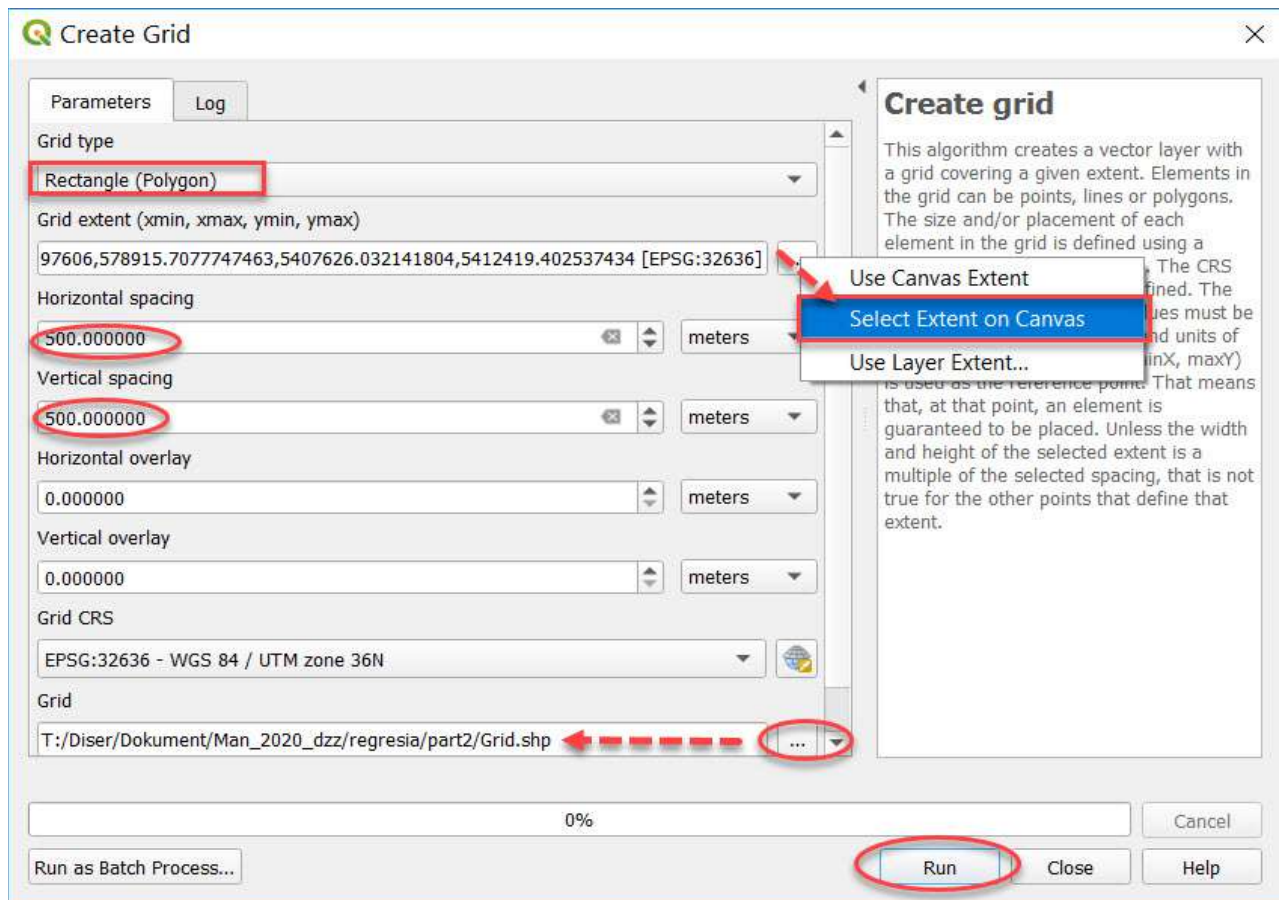 Create Grid
Parameters
Log
Grid type
Rectangle (Polygon)
Grid extent (xmin, xmax, ymin, ymax)
97606,578915.7077747463,5407626.032141804,5412419.402537434 [EPSG:32636]
Horizontal spacing
500.000000
meters
Vertical spacing
500.000000
meters
Horizontal overlay
0.000000
meters
Vertical overlay
0.000000
meters
Grid CRS
EPSG:32636 - WGS 84 / UTM zone 36N
Grid
T:/Diser/Dokument/Man_2020_dzz/regresia/part2/Grid.shp
...
Use Canvas Extent
Select Extent on Canvas
Use Layer Extent...
Create grid
This algorithm creates a vector layer with
a grid covering a given extent. Elements in
the grid can be points, lines or polygons.
The size and/or placement of each
element in the grid is defined using a
. The CRS
fined. The
ues must be
nd units of
inX, maxY)
is used as the reference point. That means
that, at that point, an element is
guaranteed to be placed. Unless the width
and height of the selected extent is a
multiple of the selected spacing, that is not
true for the other points that define that
extent.
0%
Cancel
Run as Batch Process...
Run
Close
Help